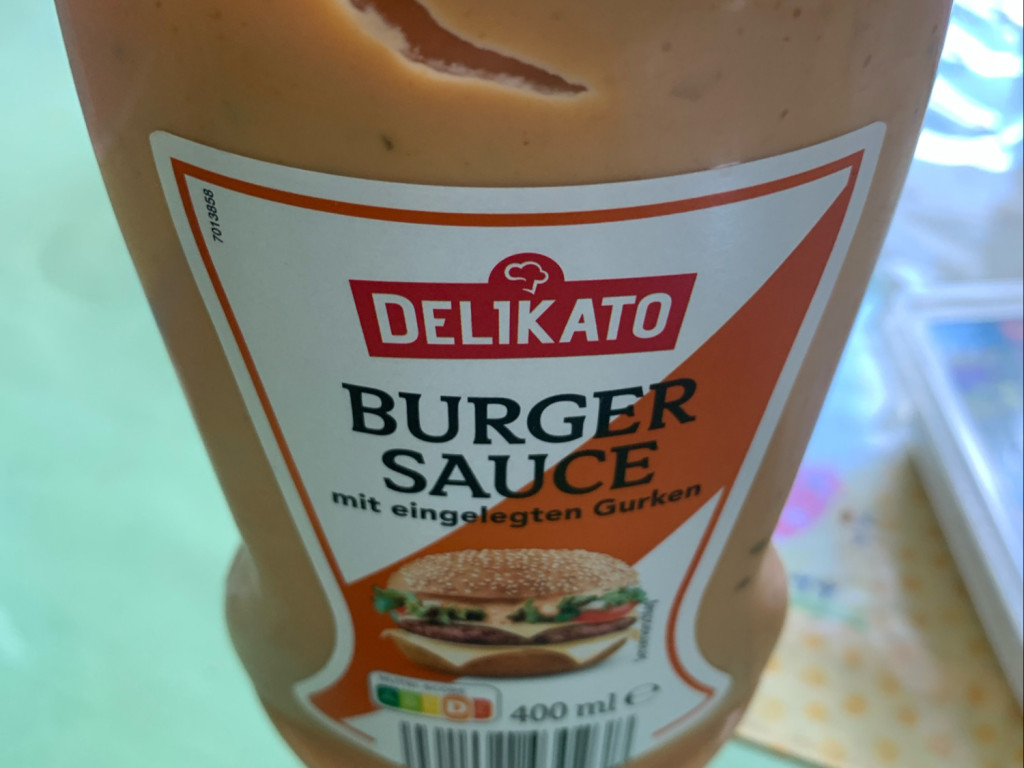 7013858
DELIKATO
BURGER
SAUCE
mit eingelegten Gurken
D
400 ml e